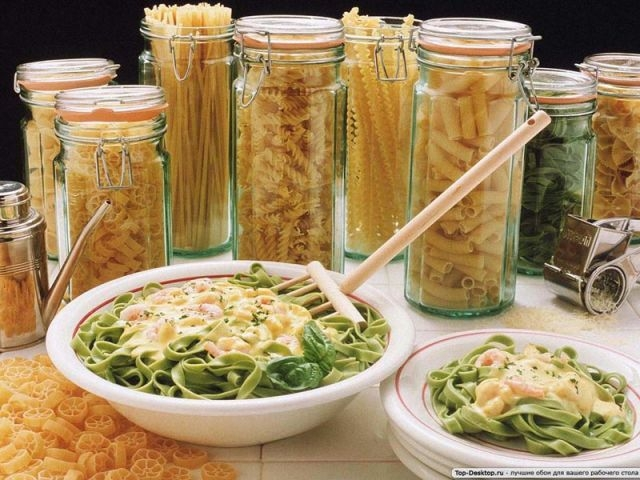 Top-Desktop.ru - лучшие обои для вашего рабочего стола